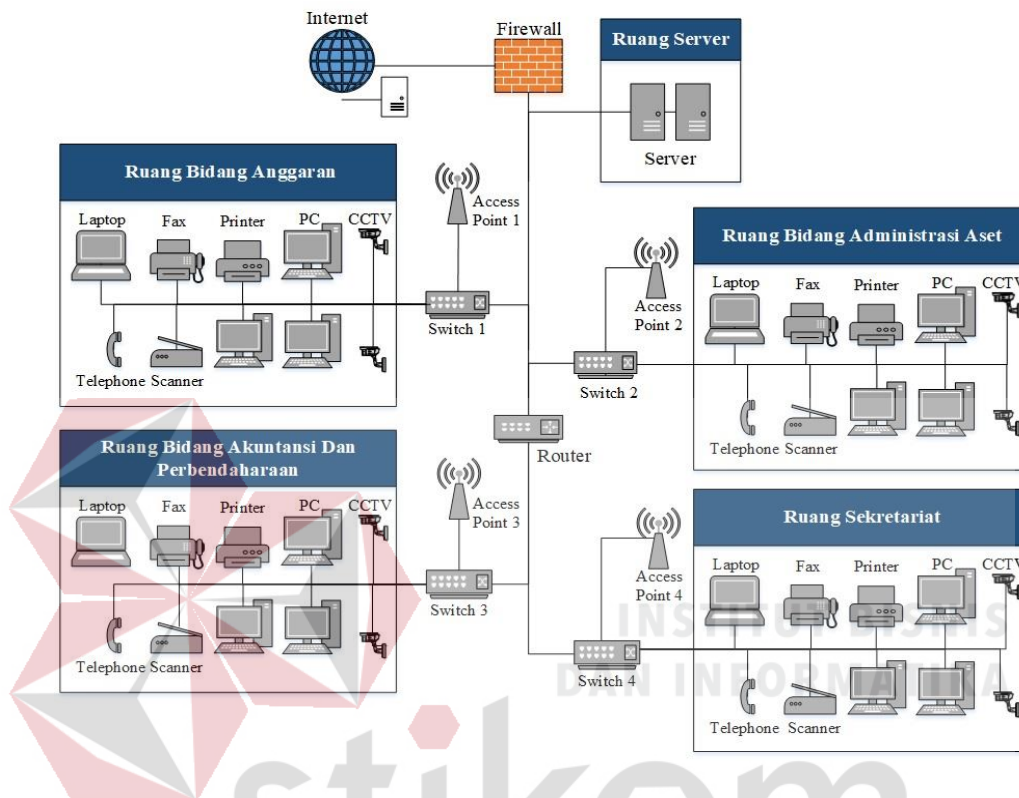 Internet
Firewall
Ruang Server
Server
Ruang Bidang Anggaran
Laptop Fax Printer PC CCTV
Telephone Scanner
Access
Point 1
Switch 1
Ruang Bidang Administrasi Aset
Laptop Fax Printer PC CCTV
Telephone Scanner
Access
Point 2
Switch 2
Router
Ruang Bidang Akuntansi Dan
Perbendaharaan
Laptop Fax Printer PC CCTV
Telephone Scanner
Access
Point 3
Switch 3
Ruang Sekretariat
Laptop Fax Printer PC CCTV
Telephone Scanner
Access
Point 4
Switch 4
INSTITUT BISNIS
DAN INFORMATIKA
stikom